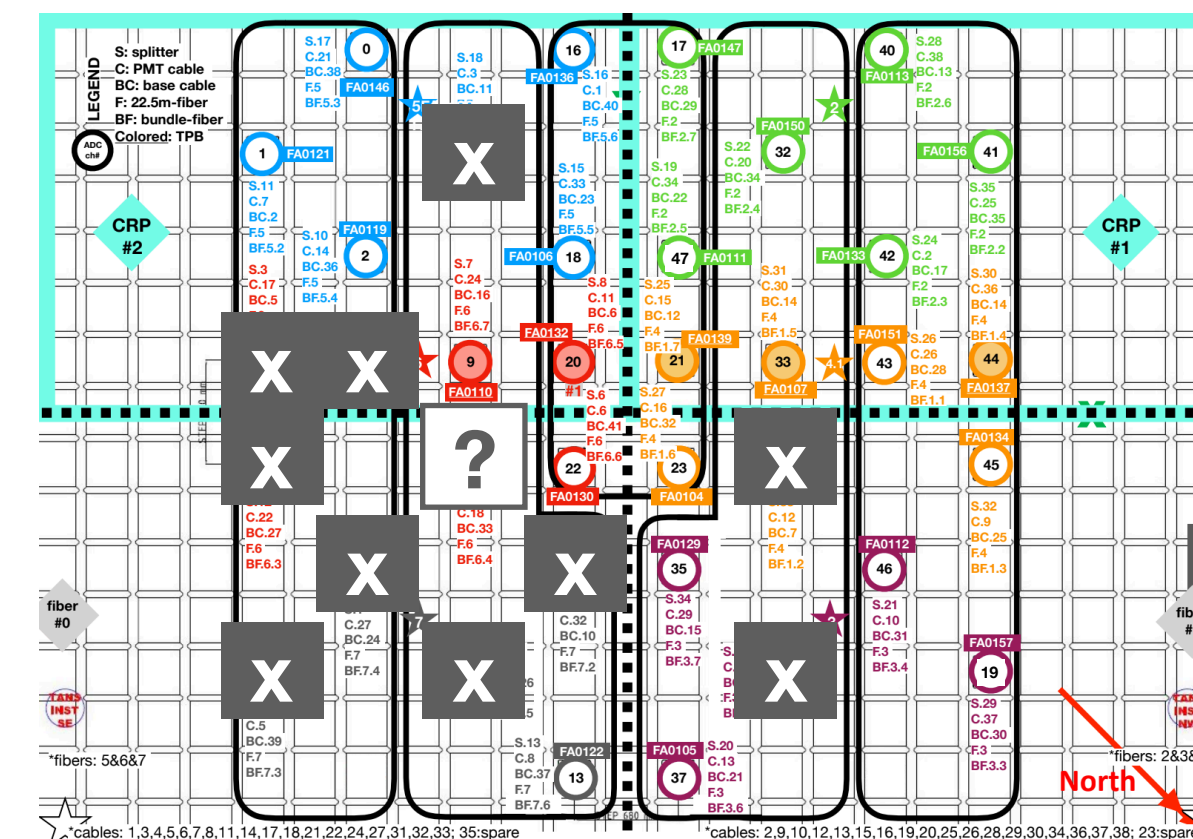 LEGEND
S: splitter
C: PMT cable
BC: base cable
F: 22.5m-fiber
BF: bundle-fiber
Colored: TPB
ADC
ch#
S.17
C.21
BC.38
F.5
BF.5.3
0
FA0146
S.18
C.3
BC.11
16
FA0136
S.16
C.1
BC.40
F.5
BF.5.6
17
FA0147
S.23
C.28
BC.29
F.2
BF.2.7
2
40
FA0113
S.28
C.38
BC.13
F.2
BF.2.6
1
FA0121
S.11
C.7
BC.2
F.5
BF.5.2
X
FA0150
32
S.22
C.20
BC.34
F.2
BF.2.4
FA0156
41
S.35
C.25
BC.35
F.2
BF.2.2
CRP
#2
FA0119
2
S.10
C.14
BC.36
F.5
BF.5.4
S.15
C.33
BC.23
F.5
BF.5.5
FA0106
18
S.19
C.34
BC.22
F.2
BF.2.5
47
FA0111
FA0133
42
S.24
C.2
BC.17
F.2
BF.2.3
CRP
#1
S.3
C.17
BC.5
S.7
C.24
BC.16
F.6
BF.6.7
S.8
C.11
BC.6
F.6
BF.6.5
S.25
C.15
BC.12
F.4
BF.1.7
S.31
C.30
BC.14
F.4
BF.1.5
S.30
C.36
BC.14
F.4
BF.1.4
X
X
9
FA0110
FA0132
20
#1
21
FA0139
33
FA0107
FA0151
43
S.26
C.26
BC.28
F.4
BF.1.1
44
FA0137
X
?
S.6
C.6
BC.41
F.6
BF.6.6
22
FA0130
S.27
C.16
BC.32
F.4
BF.1.6
23
FA0104
X
FA0134
45
S.32
C.9
BC.25
F.4
BF.1.3
C.22
BC.27
F.6
BF.6.3
C.18
BC.33
F.6
BF.6.4
C.12
BC.7
F.4
BF.1.2
X
X
FA0129
35
S.34
C.29
BC.15
F.3
BF.3.7
FA0112
46
S.21
C.10
BC.31
F.3
BF.3.4
fiber
#0
C.27
BC.24
F.7
BF.7.4
7
C.32
BC.10
F.7
BF.7.2
X
X
X
FA0157
19
S.29
C.37
BC.30
F.3
BF.3.3
TANS
INST
SE
C.5
BC.39
F.7
BF.7.3
S.13
C.8
BC.37
F.7
BF.7.6
FA0122
13
FA0105
37
S.20
C.13
BC.21
F.3
BF.3.6
*fibers: 5&6&7
North
*cables: 1,3,4,5,6,7,8,11,14,17,18,21,22,24,27,31,32,33; 35:spare
*cables: 2,9,10,12,13,15,16,19,20,25,26,28,29,30,34,36,37,38; 23:spare